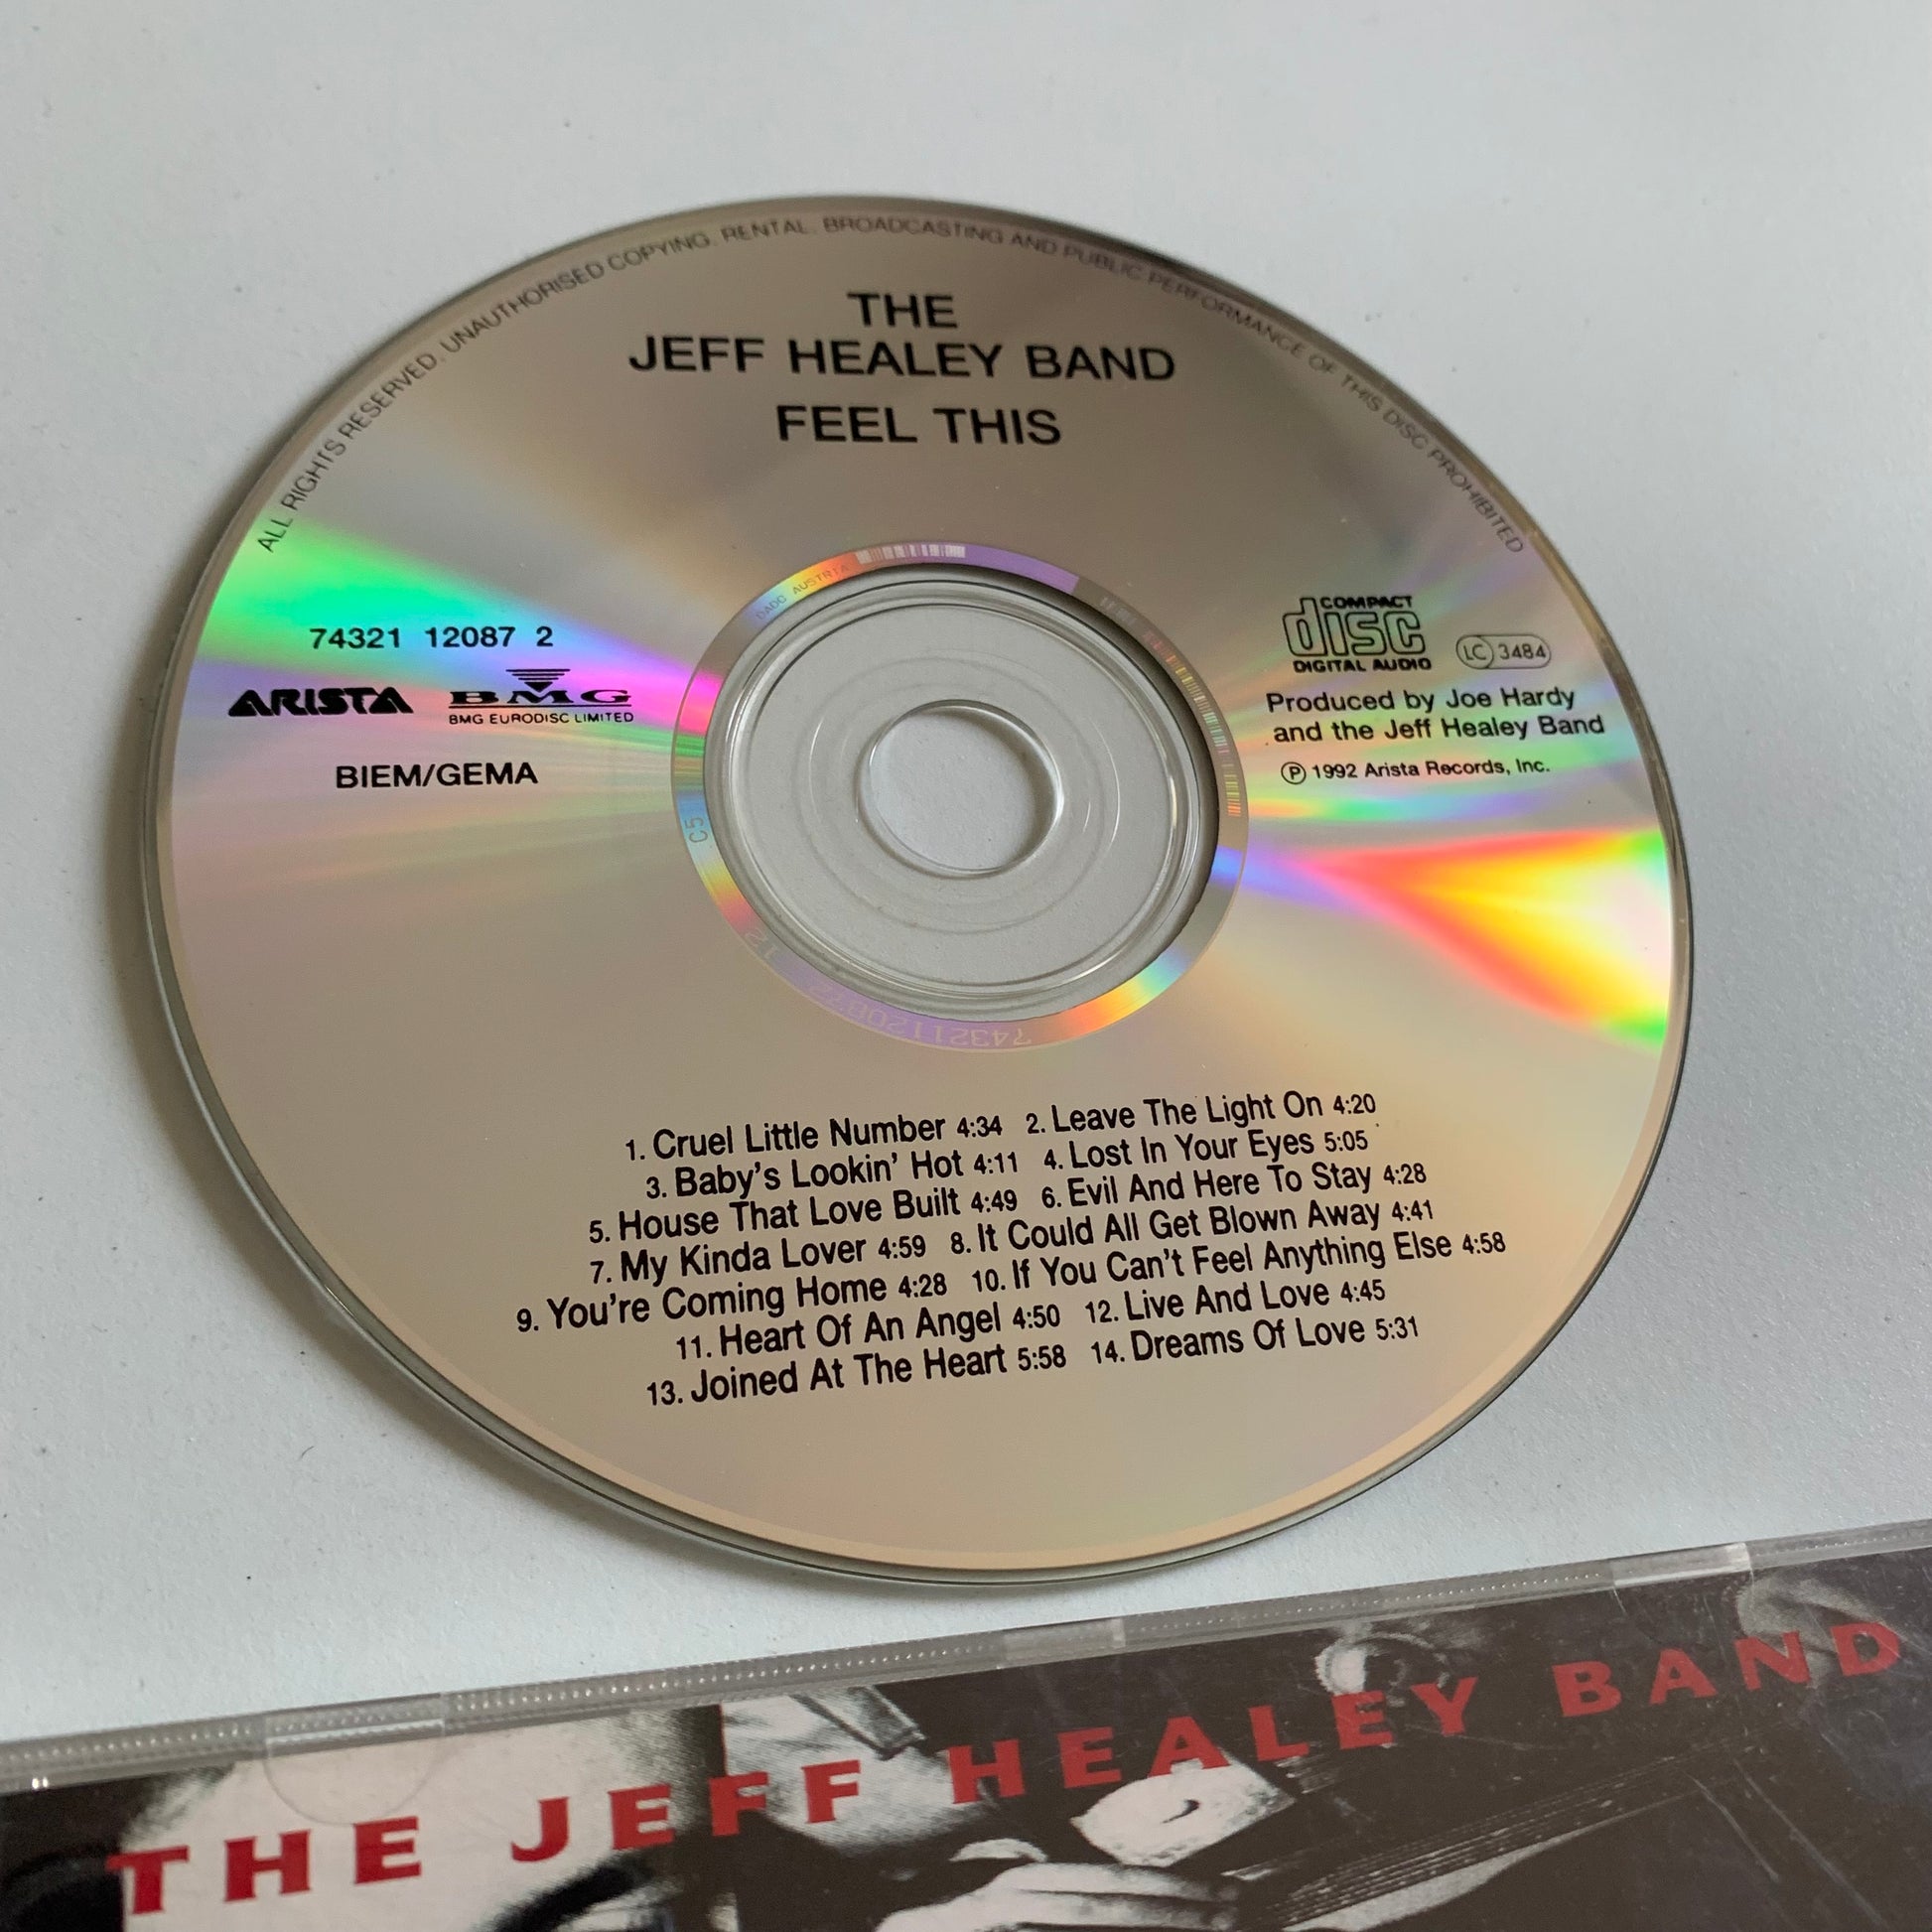 ALL RIGHTS RESERVED. UNAUTHORISED COPYING. RENTAL. BROADCASTING AND PUBLIC PERFORMANCE OF THIS DISC PROHIBITED
THE
JEFF HEALEY BAND
FEEL THIS
DADC AUSTRIA
74321 12087 2
ARISTA BMG
BMG EURODISC LIMITED
BIEM/GEMA
COMPACT
disc
DIGITAL AUDIO
LC 3484
Produced by Joe Hardy
and the Jeff Healey Band
Ⓟ 1992 Arista Records, Inc.
C5
74321120872 12
1. Cruel Little Number 4:34 2. Leave The Light On 4:20
3. Baby's Lookin' Hot 4:11 4. Lost In Your Eyes 5:05
5. House That Love Built 4:49 6. Evil And Here To Stay 4:28
7. My Kinda Lover 4:59 8. It Could All Get Blown Away 4:41
9. You're Coming Home 4:28 10. If You Can't Feel Anything Else 4:58
11. Heart Of An Angel 4:50 12. Live And Love 4:45
13. Joined At The Heart 5:58 14. Dreams Of Love 5:31
THE JEFF HEALEY BAND